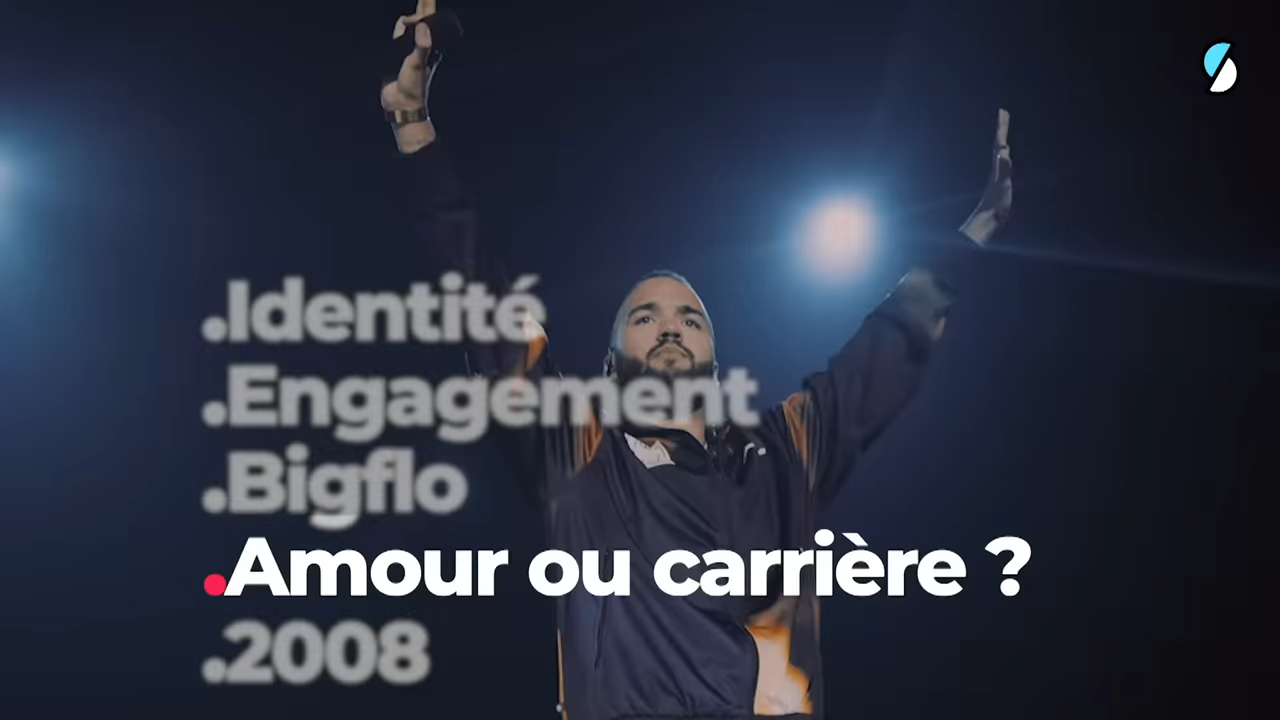 .Identité
.Engagement
.Bigflo
.Amour ou carrière ?
.2008